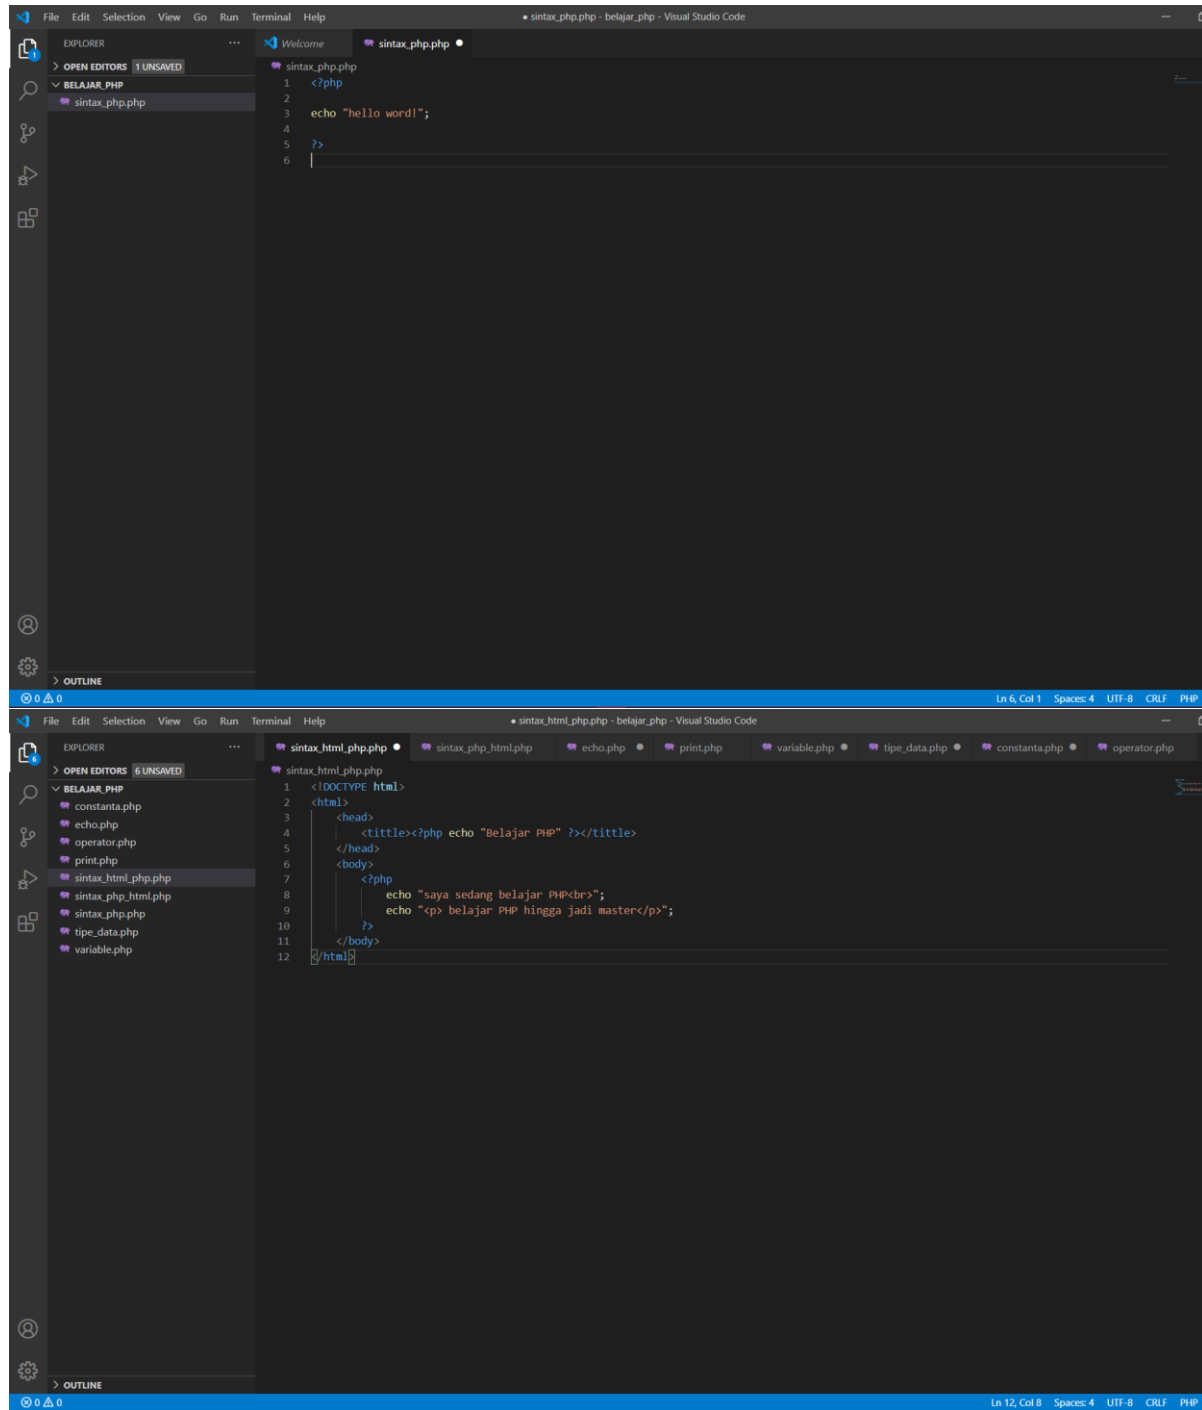 File Edit Selection View Go Run Terminal Help ● sintax_php.php - belajar_php - Visual Studio Code
EXPLORER ··· Welcome sintax_php.php ●
> OPEN EDITORS 1 UNSAVED
sintax_php.php
BELAJAR_PHP
sintax_php.php
1 <?php
2
3 echo "hello word!";
4
5 ?>
6
1
> OUTLINE
0 0 Ln 6, Col 1 Spaces: 4 UTF-8 CRLF PHP
File Edit Selection View Go Run Terminal Help ● sintax_html_php.php - belajar_php - Visual Studio Code
EXPLORER ··· sintax_html_php.php ● sintax_php_html.php echo.php ● print.php variable.php ● tipe_data.php ● constanta.php ● operator.php
6
> OPEN EDITORS 6 UNSAVED
BELAJAR_PHP
constanta.php
echo.php
operator.php
print.php
sintax_html_php.php
sintax_php_html.php
sintax_php.php
tipe_data.php
variable.php
sintax_html_php.php
1 <!DOCTYPE html>
2 <html>
3 <head>
4 <tittle><?php echo "Belajar PHP" ?></tittle>
5 </head>
6 <body>
7 <?php
8 echo "saya sedang belajar PHP<br>";
9 echo "<p> belajar PHP hingga jadi master</p>";
10 ?>
11 </body>
12 </html>
> OUTLINE
0 0 Ln 12, Col 8 Spaces: 4 UTF-8 CRLF PHP